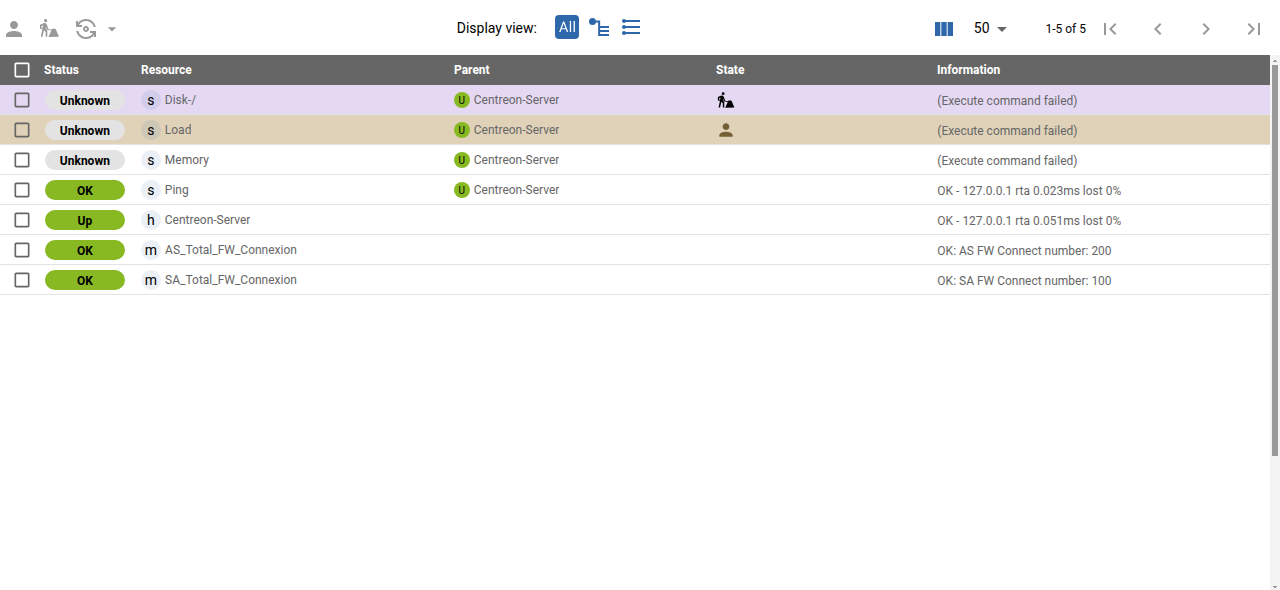 Display view: All 50 1-5 of 5
Status Resource Parent State Information
Unknown s Disk-/ U Centreon-Server (Execute command failed)
Unknown s Load U Centreon-Server (Execute command failed)
Unknown s Memory U Centreon-Server (Execute command failed)
OK s Ping U Centreon-Server OK - 127.0.0.1 rta 0.023ms lost 0%
Up h Centreon-Server OK - 127.0.0.1 rta 0.051ms lost 0%
OK m AS_Total_FW_Connexion OK: AS FW Connect number: 200
OK m SA_Total_FW_Connexion OK: SA FW Connect number: 100